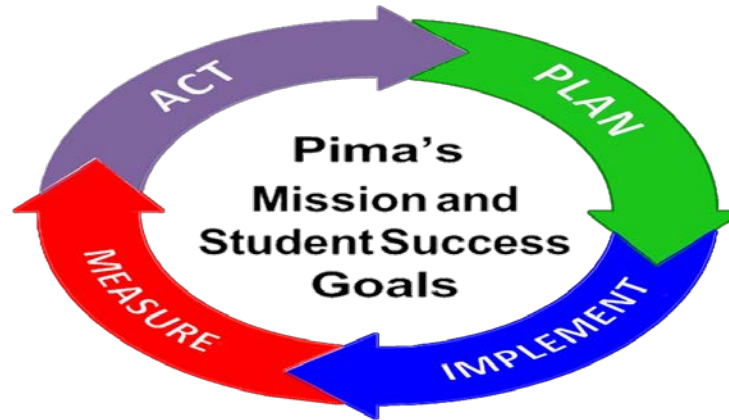 ACT
PLAN
Pima's
Mission and
Student Success
Goals
MEASURE
IMPLEMENT